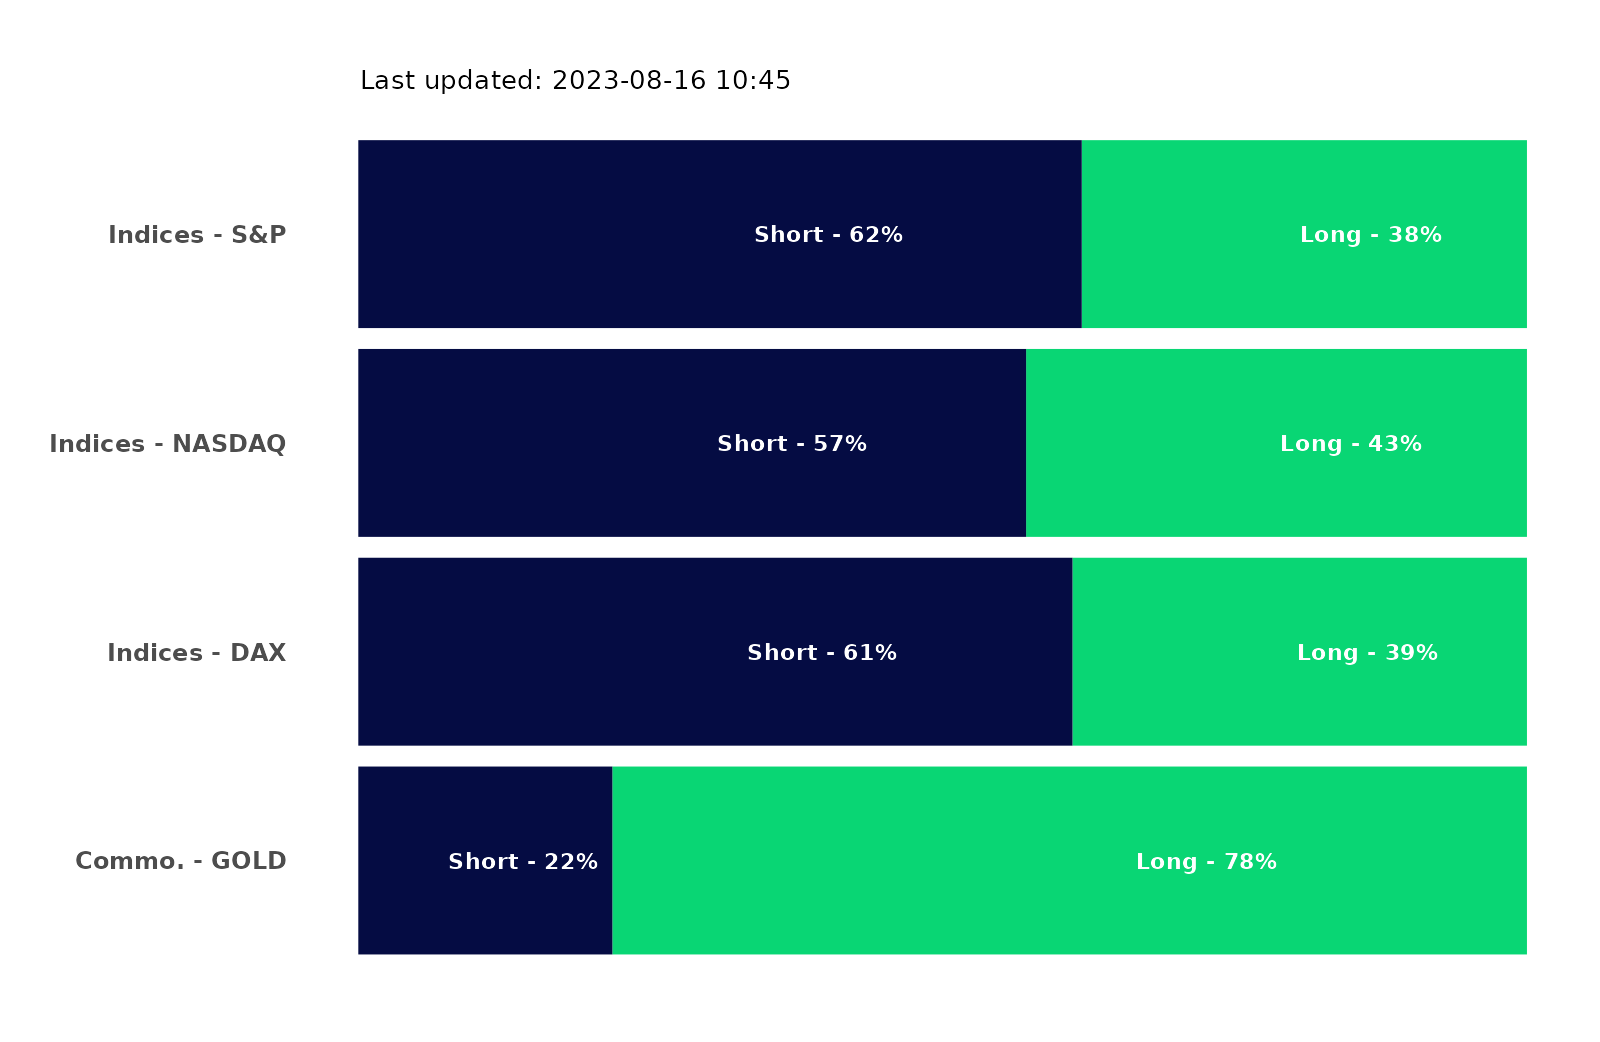 Last updated: 2023-08-16 10:45
Indices - S&P
Short - 62%
Long - 38%
Indices - NASDAQ
Short - 57%
Long - 43%
Indices - DAX
Short - 61%
Long - 39%
Commo. - GOLD
Short - 22%
Long - 78%